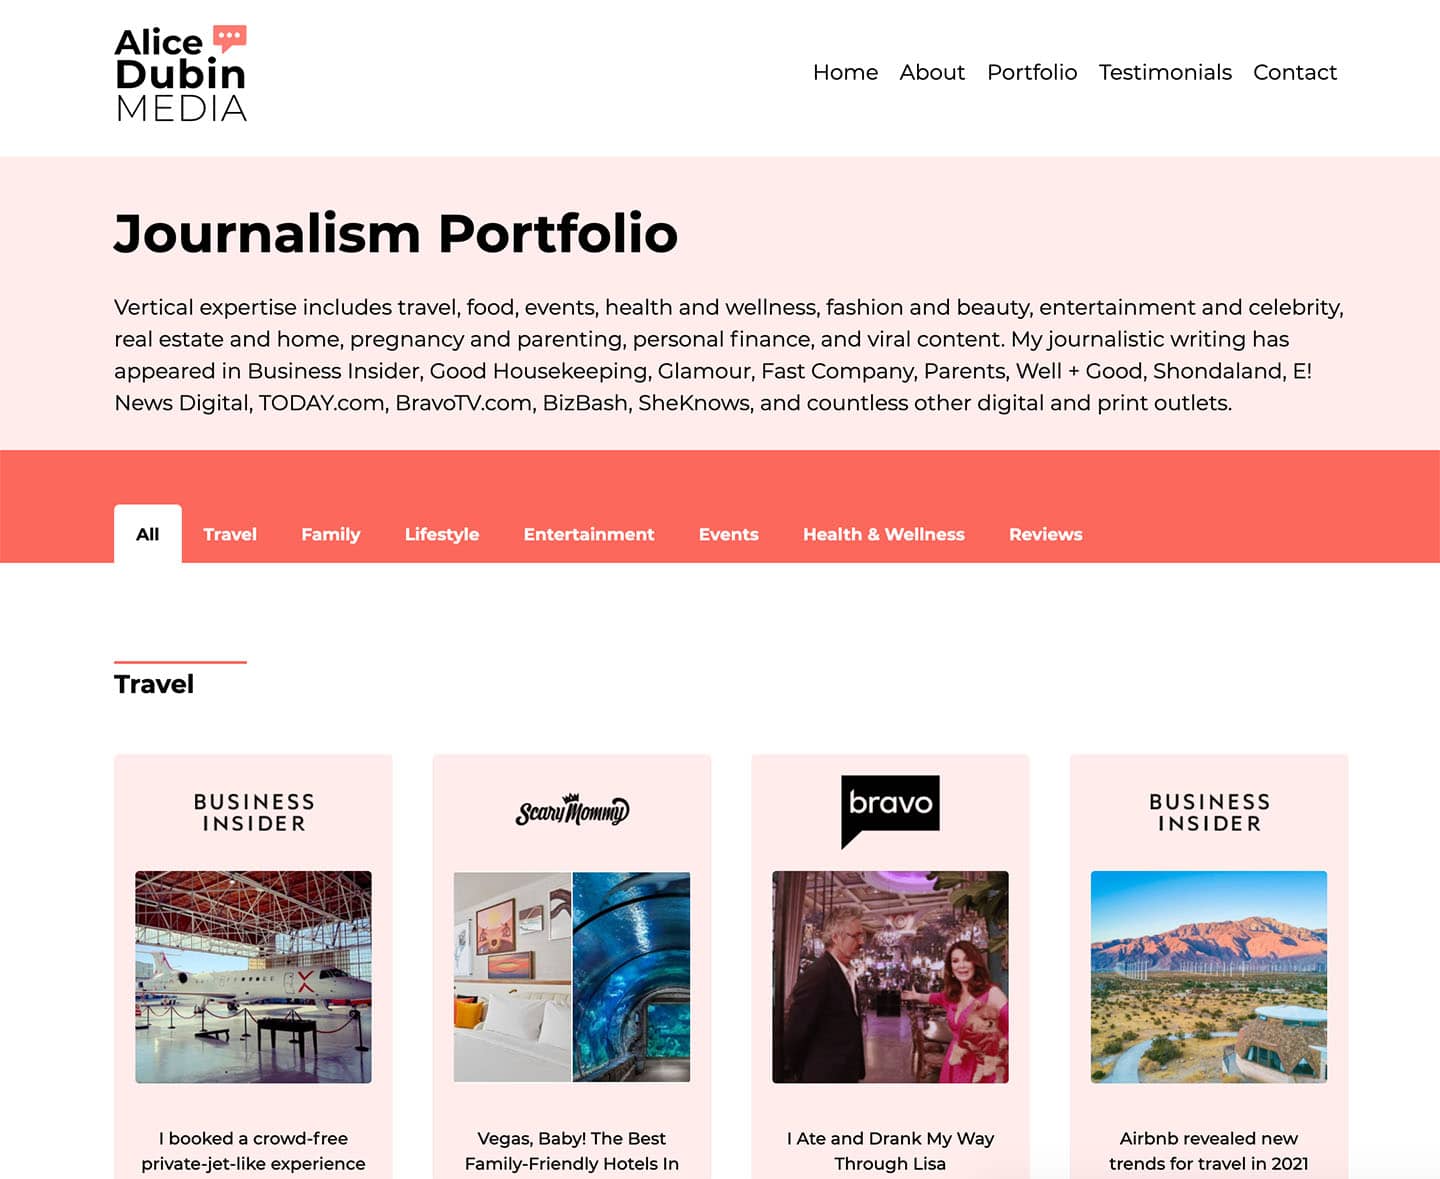 Alice
Dubin
MEDIA
Home About Portfolio Testimonials Contact
Journalism Portfolio
Vertical expertise includes travel, food, events, health and wellness, fashion and beauty, entertainment and celebrity,
real estate and home, pregnancy and parenting, personal finance, and viral content. My journalistic writing has
appeared in Business Insider, Good Housekeeping, Glamour, Fast Company, Parents, Well + Good, Shondaland, E!
News Digital, TODAY.com, BravoTV.com, BizBash, SheKnows, and countless other digital and print outlets.
All Travel Family Lifestyle Entertainment Events Health & Wellness Reviews
Travel
BUSINESS
INSIDER
I booked a crowd-free
private-jet-like experience
Scary Mommy
Vegas, Baby! The Best
Family-Friendly Hotels In
bravo
I Ate and Drank My Way
Through Lisa
BUSINESS
INSIDER
Airbnb revealed new
trends for travel in 2021